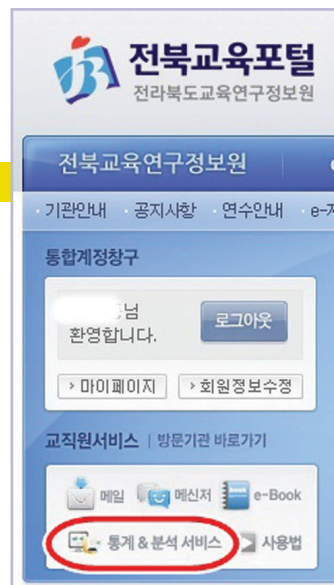 전북교육포털
전라북도교육연구정보원
전북교육연구정보원
· 기관안내 · 공지사항 · 연수안내 · e-
통합계정창구
님
환영합니다.
로그아웃
> 마이페이지 > 회원정보수정
교직원서비스 | 방문기관 바로가기
메일 메신저 e-Book
통계 & 분석 서비스 사용법